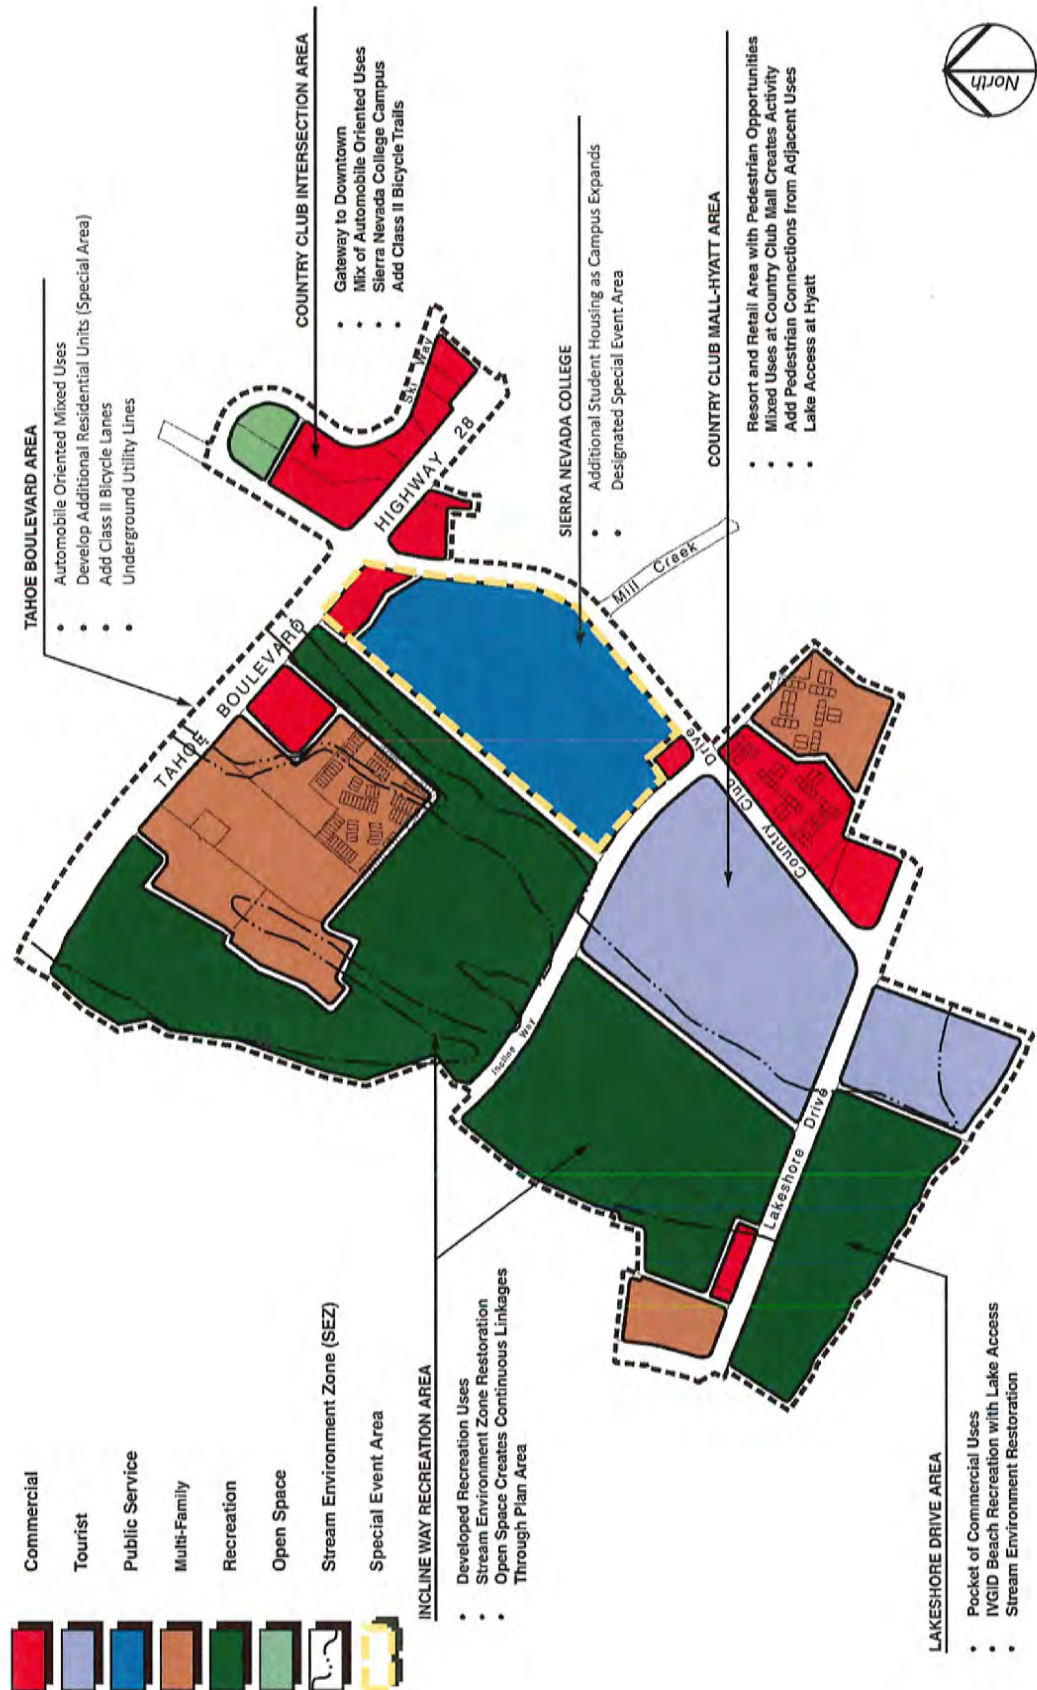 Commercial
Tourist
Public Service
Multi-Family
Recreation
Open Space
Stream Environment Zone (SEZ)
Special Event Area
TAHOE BOULEVARD AREA
• Automobile Oriented Mixed Uses
• Develop Additional Residential Units (Special Area)
• Add Class II Bicycle Lanes
• Underground Utility Lines
COUNTRY CLUB INTERSECTION AREA
• Gateway to Downtown
• Mix of Automobile Oriented Uses
• Sierra Nevada College Campus
• Add Class II Bicycle Trails
SIERRA NEVADA COLLEGE
• Additional Student Housing as Campus Expands
• Designated Special Event Area
COUNTRY CLUB MALL-HYATT AREA
• Resort and Retail Area with Pedestrian Opportunities
• Mixed Uses at Country Club Mall Creates Activity
• Add Pedestrian Connections from Adjacent Uses
• Lake Access at Hyatt
INCLINE WAY RECREATION AREA
• Developed Recreation Uses
• Stream Environment Zone Restoration
• Open Space Creates Continuous Linkages
Through Plan Area
LAKESHORE DRIVE AREA
• Pocket of Commercial Uses
• IVGID Beach Recreation with Lake Access
• Stream Environment Restoration
TAHOE BOULEVARD
HIGHWAY 28
Ski Way
Mill Creek
Country Club Drive
Incline Way
Lakeshore Drive
North